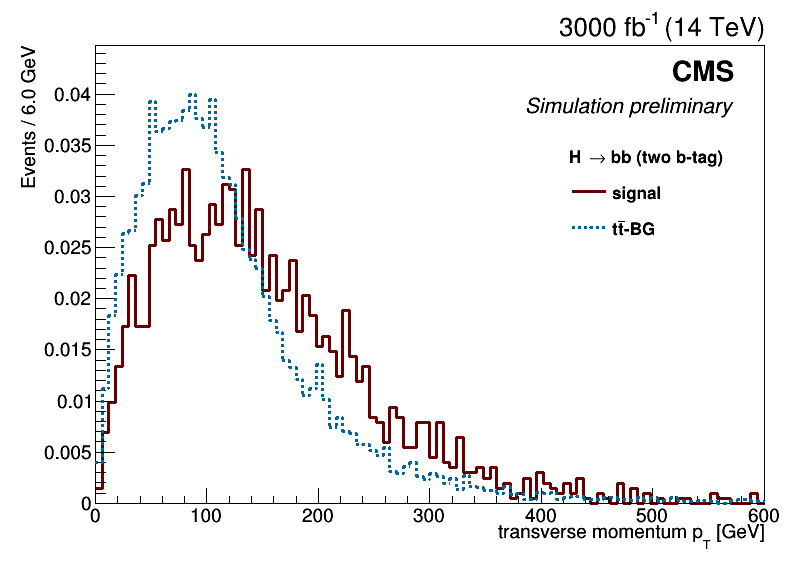 3000 fb⁻¹ (14 TeV)
CMS
Simulation preliminary
H → bb (two b-tag)
signal
tt̄-BG
Events / 6.0 GeV
0.04
0.035
0.03
0.025
0.02
0.015
0.01
0.005
0
0 100 200 300 400 500 600
transverse momentum p_T [GeV]